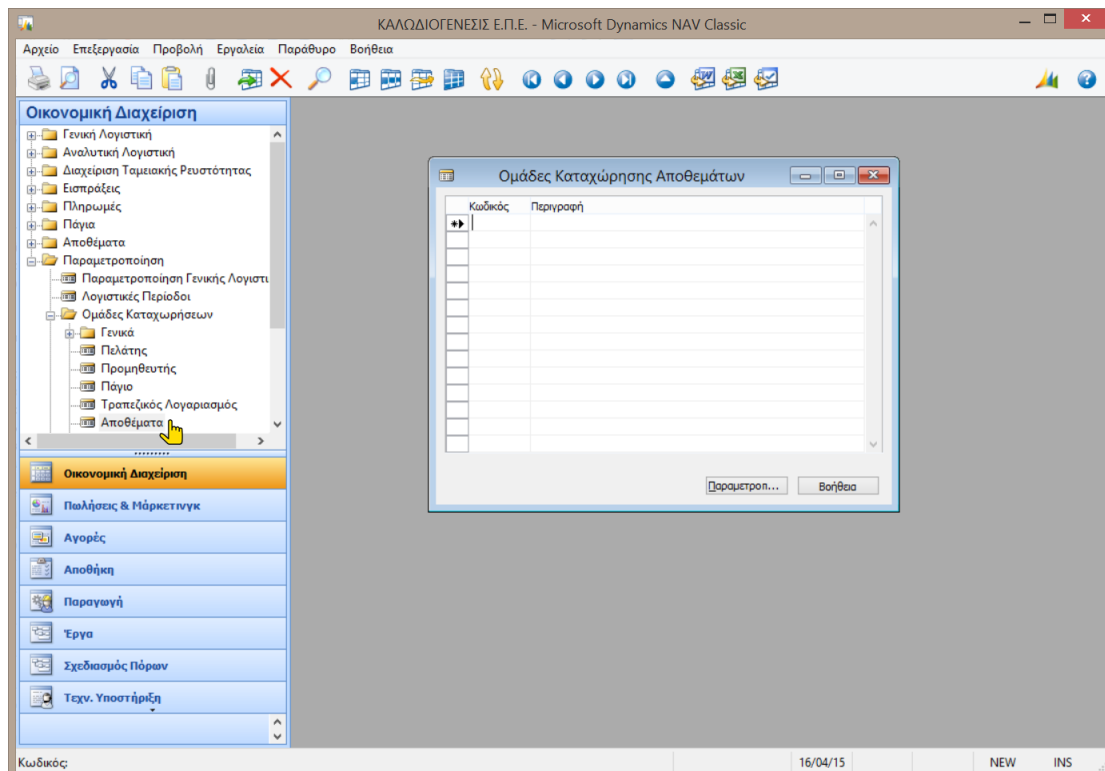 ΚΑΛΩΔΙΟΓΕΝΕΣΙΣ Ε.Π.Ε. - Microsoft Dynamics NAV Classic
Αρχείο Επεξεργασία Προβολή Εργαλεία Παράθυρο Βοήθεια
Οικονομική Διαχείριση
Γενική Λογιστική
Αναλυτική Λογιστική
Διαχείριση Ταμειακής Ρευστότητας
Εισπράξεις
Πληρωμές
Πάγια
Αποθέματα
Παραμετροποίηση
Παραμετροποίηση Γενικής Λογιστι
Λογιστικές Περίοδοι
Ομάδες Καταχωρήσεων
Γενικά
Πελάτης
Προμηθευτής
Πάγιο
Τραπεζικός Λογαριασμός
Αποθέματα
Οικονομική Διαχείριση
Πωλήσεις & Μάρκετινγκ
Αγορές
Αποθήκη
Παραγωγή
Έργα
Σχεδιασμός Πόρων
Τεχν. Υποστήριξη
Ομάδες Καταχώρησης Αποθεμάτων
Κωδικός Περιγραφή
Παραμετροπ... Βοήθεια
Κωδικός: 16/04/15 NEW INS